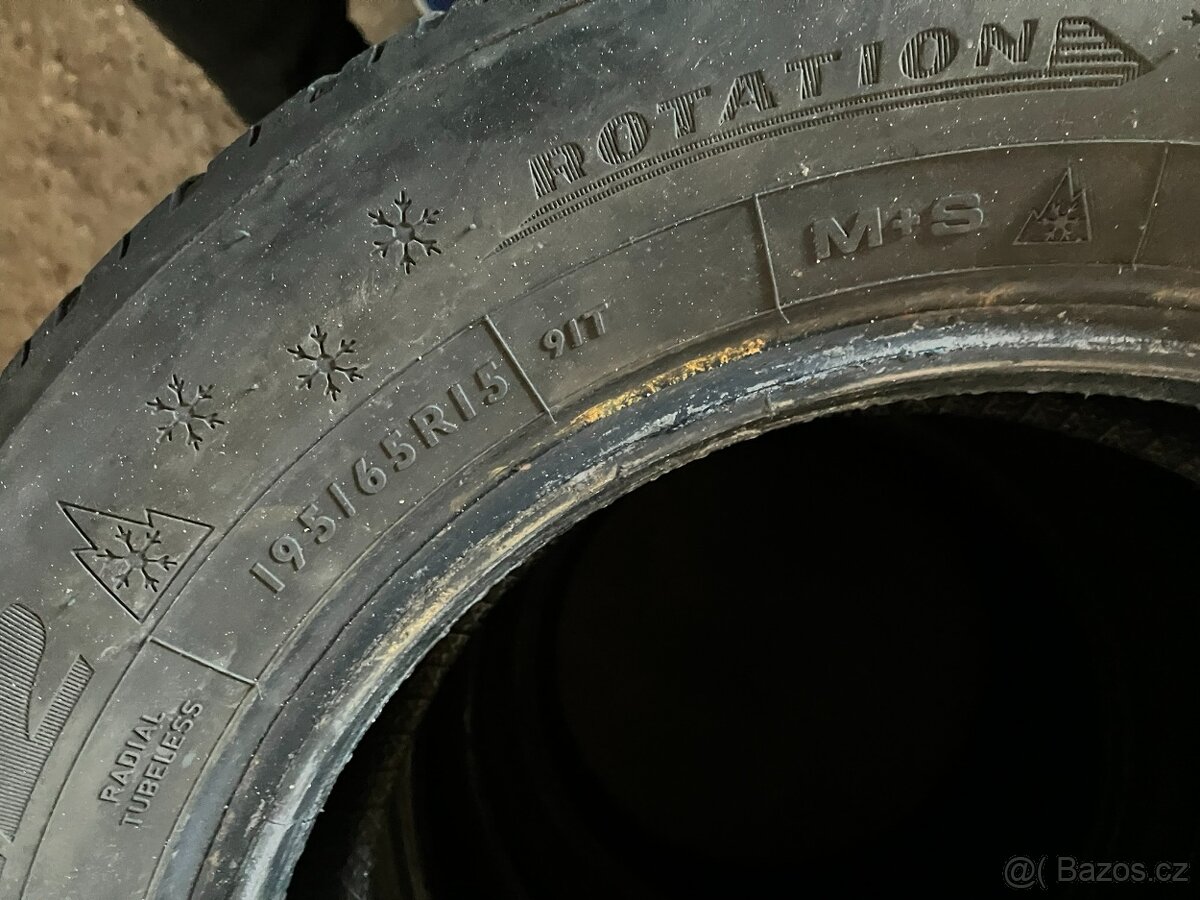 ROTATION
M+S
195/65R15
91T
RADIAL
TUBELESS
@( Bazos.cz